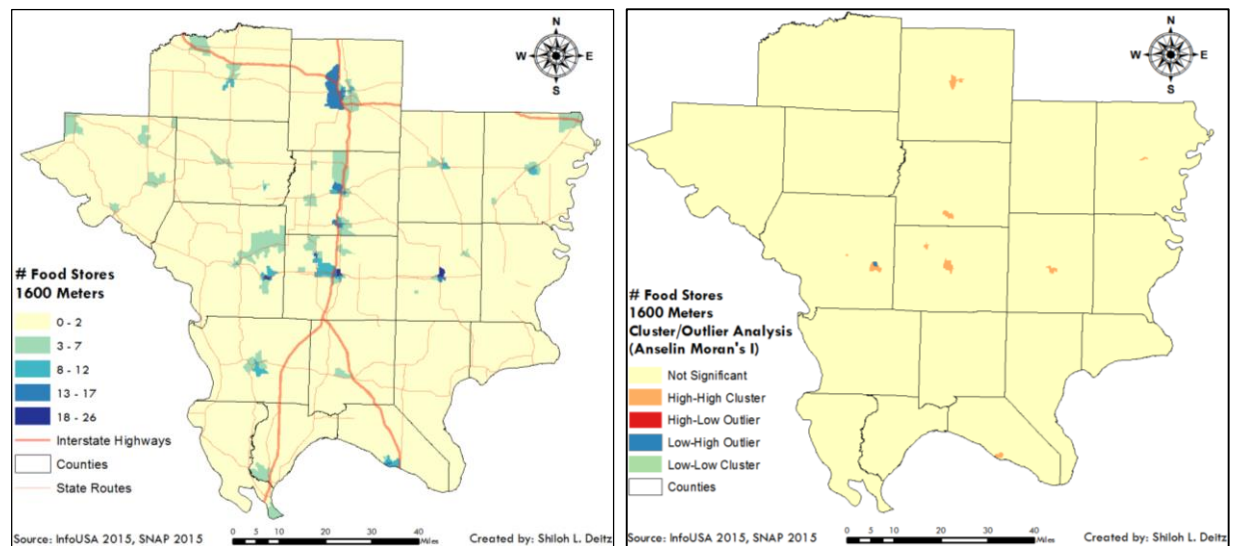 N
W
E
S
# Food Stores
1600 Meters
0 - 2
3 - 7
8 - 12
13 - 17
18 - 26
Interstate Highways
Counties
State Routes
Source: InfoUSA 2015, SNAP 2015
0 5 10 20 30 40
Miles
Created by: Shiloh L. Deitz
N
W
E
S
# Food Stores
1600 Meters
Cluster/Outlier Analysis
(Anselin Moran's I)
Not Significant
High-High Cluster
High-Low Outlier
Low-High Outlier
Low-Low Cluster
Counties
Source: InfoUSA 2015, SNAP 2015
0 5 10 20 30 40
Miles
Created by: Shiloh L. Deitz